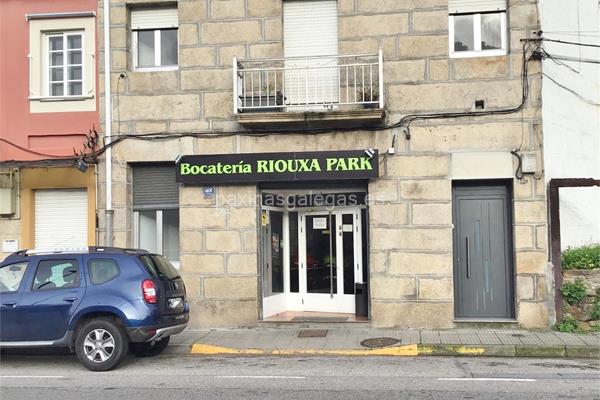 Bocatería RIOUXA PARK
paxinasgalegas.es